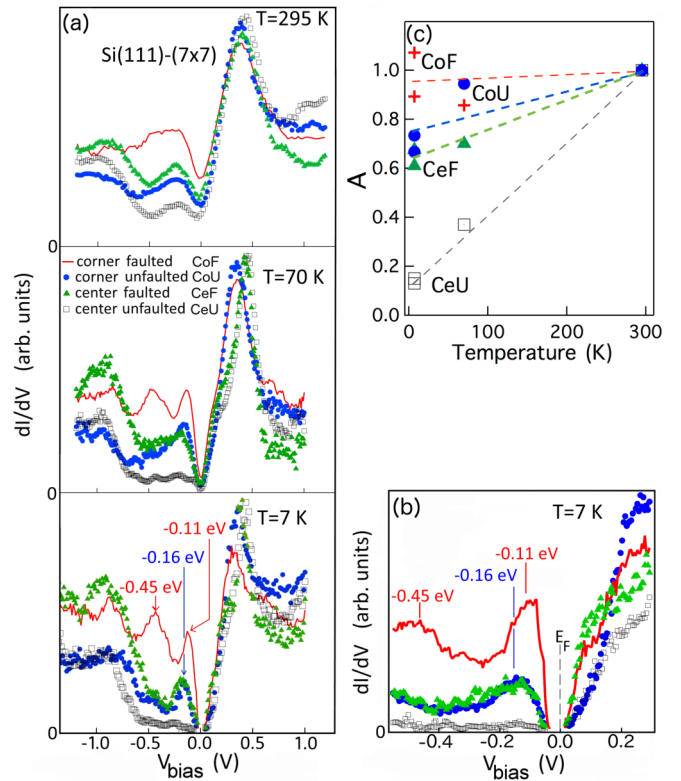 (a)
T=295 K
Si(111)-(7x7)
0
corner faulted CoF
corner unfaulted CoU
center faulted CeF
center unfaulted CeU
T=70 K
0
T=7 K
-0.11 eV
-0.16 eV
-0.45 eV
0
-1.0 -0.5 0.0 0.5 1.0
V_bias (V)
dI/dV (arb. units)
(c)
CoF
CoU
CeF
CeU
1.0
0.8
0.6
0.4
0.2
0.0
0 100 200 300
A
Temperature (K)
(b)
T=7 K
-0.11 eV
-0.16 eV
-0.45 eV
E_F
0
-0.4 -0.2 0.0 0.2
V_bias (V)
dI/dV (arb. units)